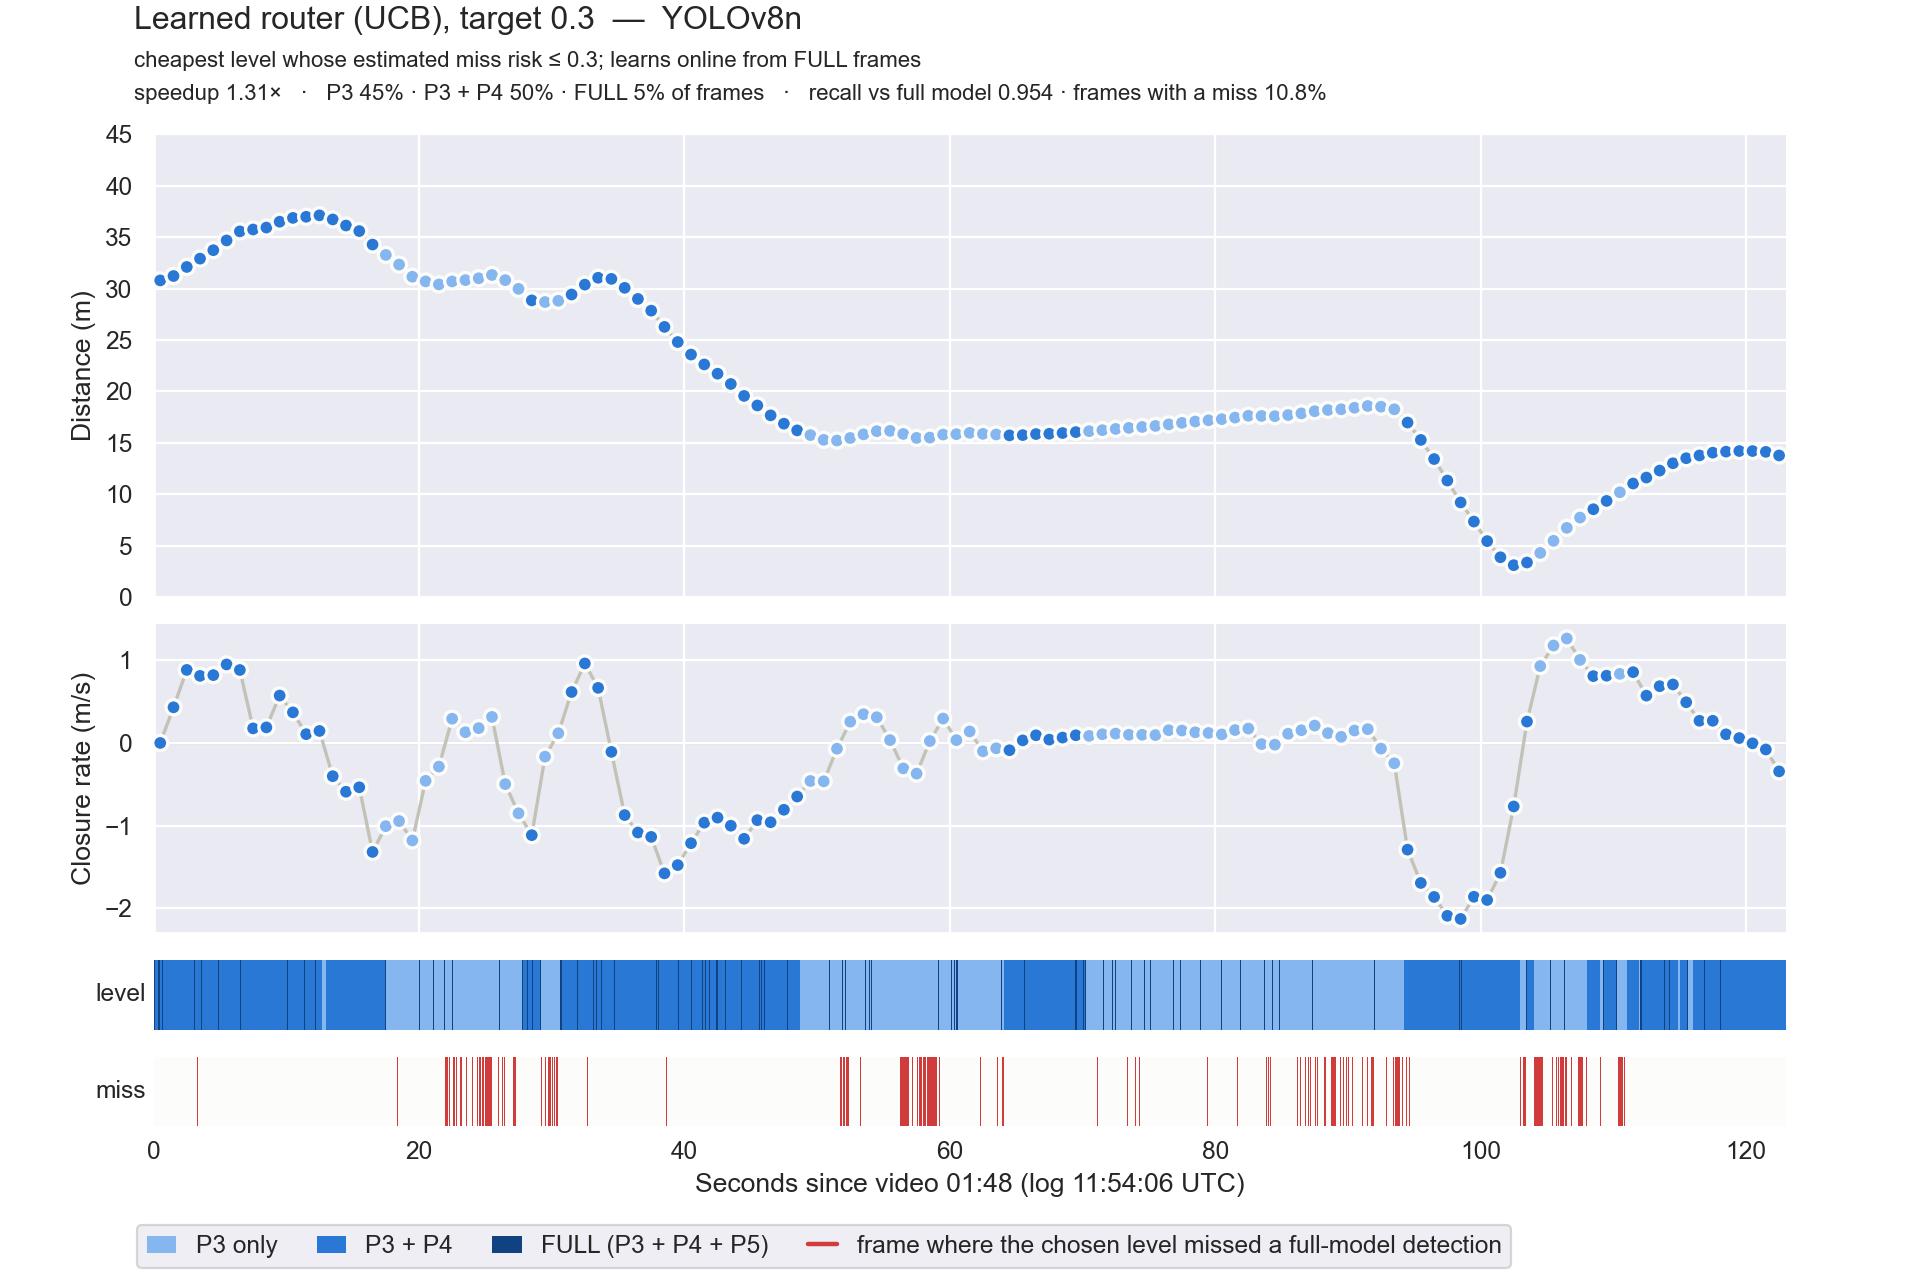 Learned router (UCB), target 0.3 — YOLOv8n
cheapest level whose estimated miss risk ≤ 0.3; learns online from FULL frames
speedup 1.31× · P3 45% · P3 + P4 50% · FULL 5% of frames · recall vs full model 0.954 · frames with a miss 10.8%
45
40
35
30
25
20
15
10
5
0
Distance (m)
1
0
−1
−2
Closure rate (m/s)
level
miss
0 20 40 60 80 100 120
Seconds since video 01:48 (log 11:54:06 UTC)
P3 only P3 + P4 FULL (P3 + P4 + P5) frame where the chosen level missed a full-model detection